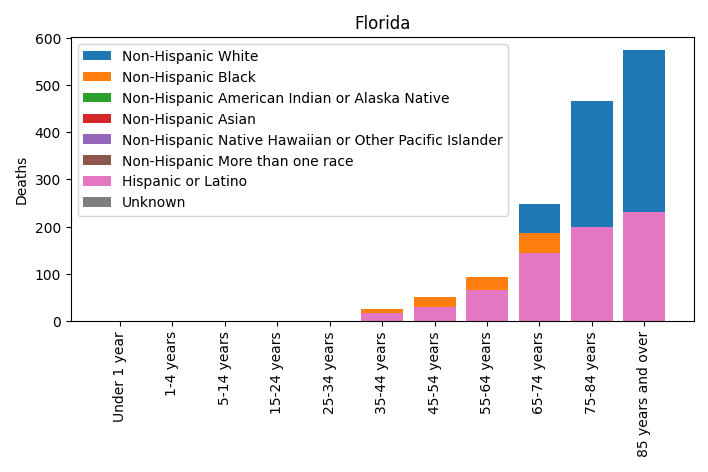 Florida
Deaths
600
500
400
300
200
100
0
Non-Hispanic White
Non-Hispanic Black
Non-Hispanic American Indian or Alaska Native
Non-Hispanic Asian
Non-Hispanic Native Hawaiian or Other Pacific Islander
Non-Hispanic More than one race
Hispanic or Latino
Unknown
Under 1 year
1-4 years
5-14 years
15-24 years
25-34 years
35-44 years
45-54 years
55-64 years
65-74 years
75-84 years
85 years and over